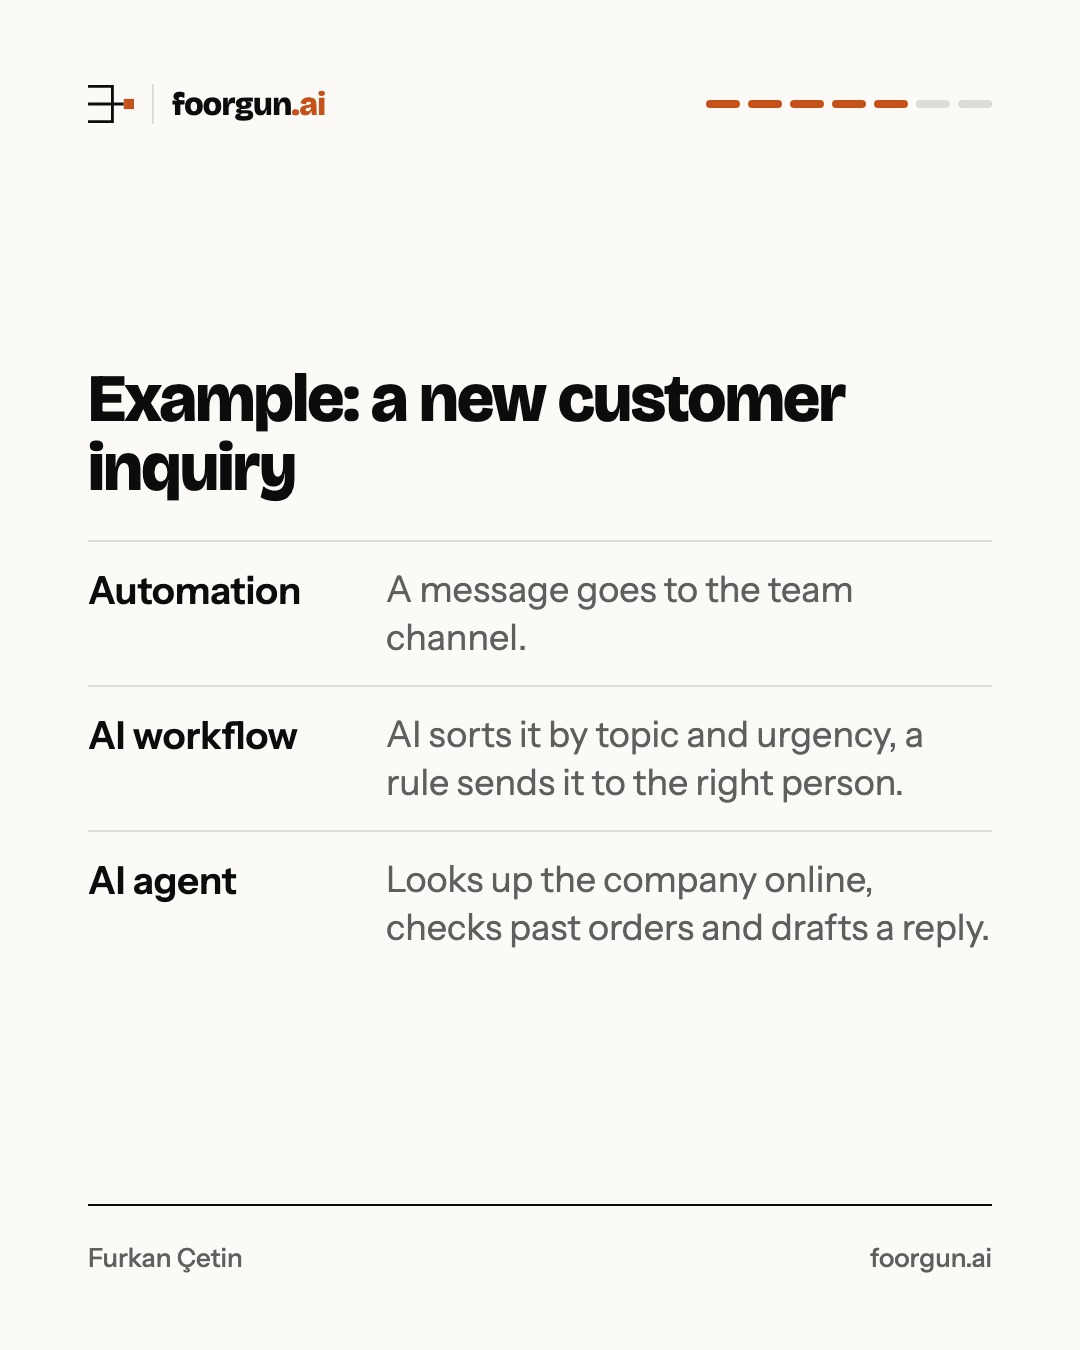 foorgun.ai
Example: a new customer
inquiry
Automation
A message goes to the team
channel.
AI workflow
AI sorts it by topic and urgency, a
rule sends it to the right person.
AI agent
Looks up the company online,
checks past orders and drafts a reply.
Furkan Çetin
foorgun.ai